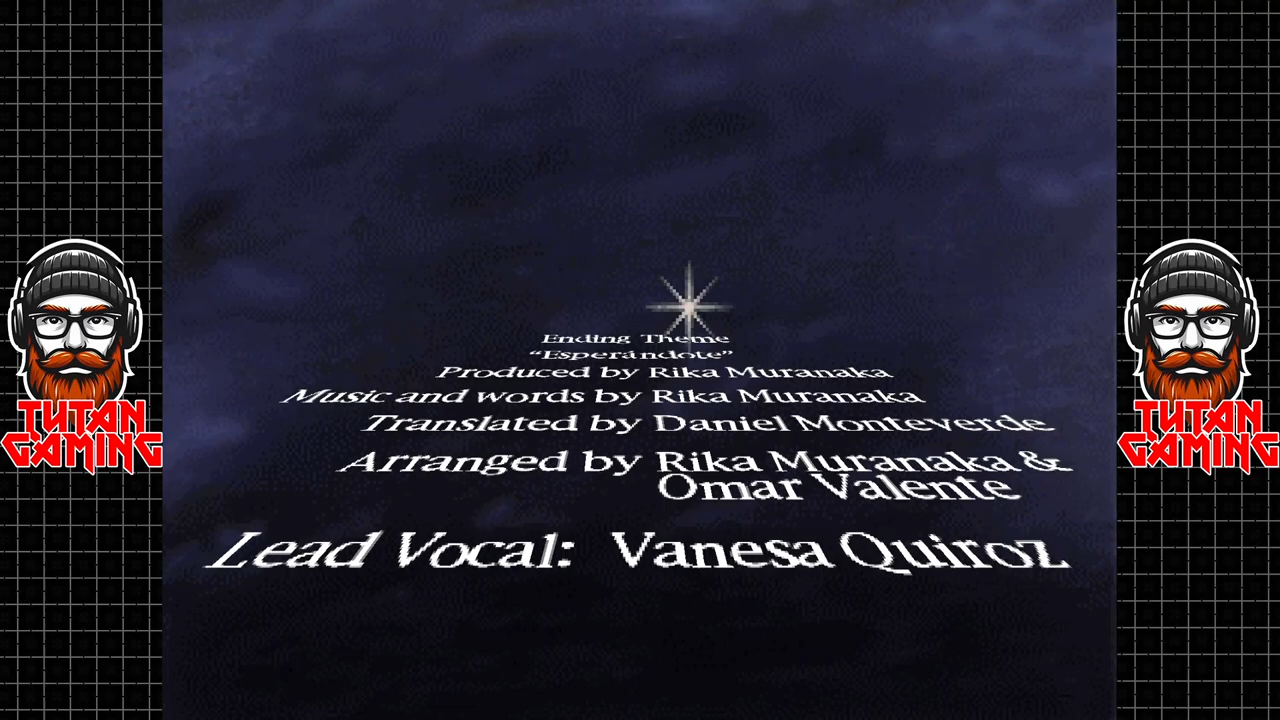 Ending Theme
“Esperándote”
Produced by Rika Muranaka
Music and words by Rika Muranaka
Translated by Daniel Monteverde
Arranged by Rika Muranaka &
Omar Valente
Lead Vocal: Vanesa Quiroz
TUTAN
GAMING
TUTAN
GAMING